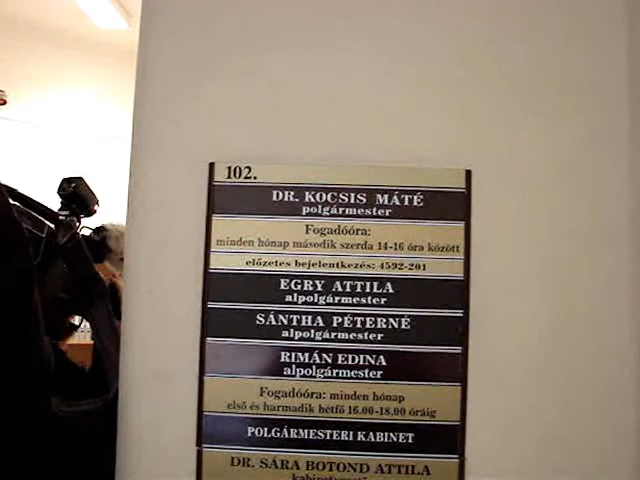 102.
DR. KOCSIS MÁTÉ
polgármester
Fogadóóra:
minden hónap második szerda 14-16 óra között
előzetes bejelentkezés: 4592-201
EGRY ATTILA
alpolgármester
SÁNTHA PÉTERNÉ
alpolgármester
RIMÁN EDINA
alpolgármester
Fogadóóra: minden hónap
első és harmadik hétfő 16.00-18.00 óráig
POLGÁRMESTERI KABINET
DR. SÁRA BOTOND ATTILA